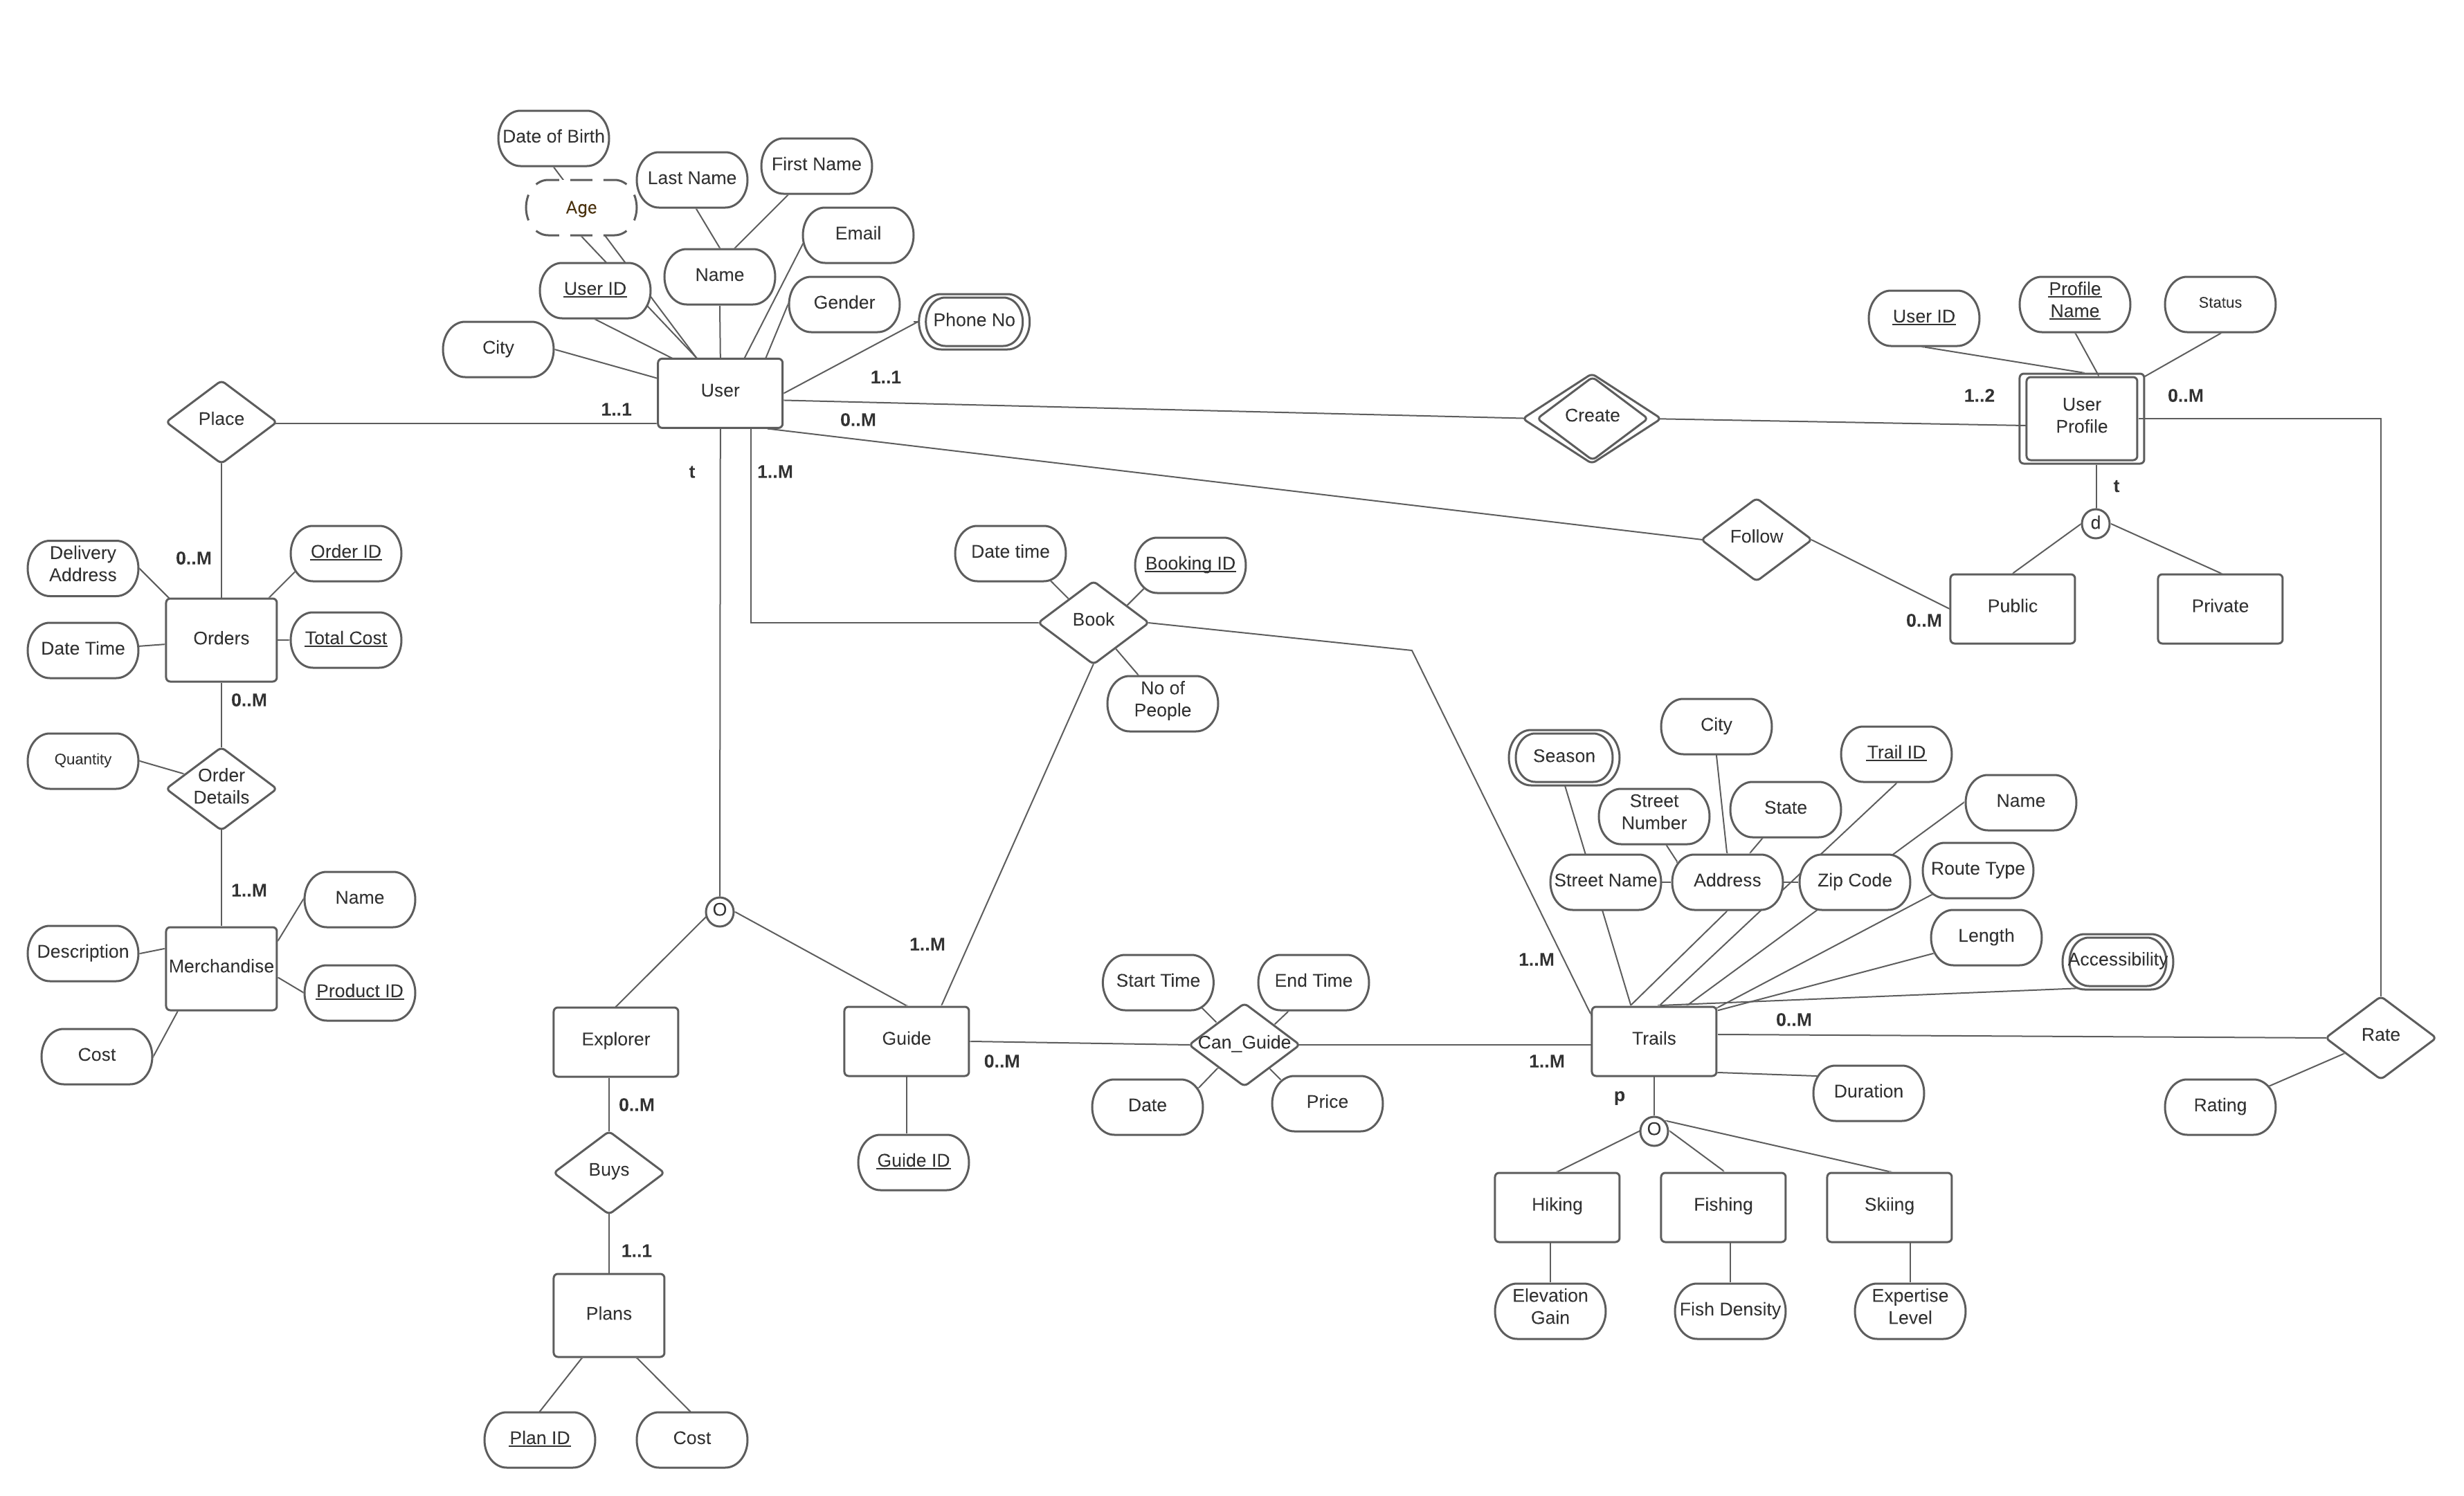 Date of Birth
Last Name
First Name
Age
Email
Name
User ID
Gender
Phone No
City
User
1..1
1..1
0..M
Place
t
1..M
Create
User ID
Profile
Name
Status
1..2
User
Profile
0..M
t
d
Follow
Public
Private
0..M
Delivery
Address
0..M
Order ID
Date Time
Orders
Total Cost
0..M
Quantity
Order
Details
1..M
Name
Description
Merchandise
Product ID
Cost
Date time
Booking ID
Book
No of
People
O
1..M
1..M
Season
City
Trail ID
Street
Number
State
Name
Street Name
Address
Zip Code
Route Type
Length
Accessibility
Explorer
Guide
0..M
Start Time
End Time
Can_Guide
Date
Price
1..M
Trails
0..M
Rate
Rating
Duration
p
O
Guide ID
0..M
Buys
1..1
Plans
Plan ID
Cost
Hiking
Fishing
Skiing
Elevation
Gain
Fish Density
Expertise
Level